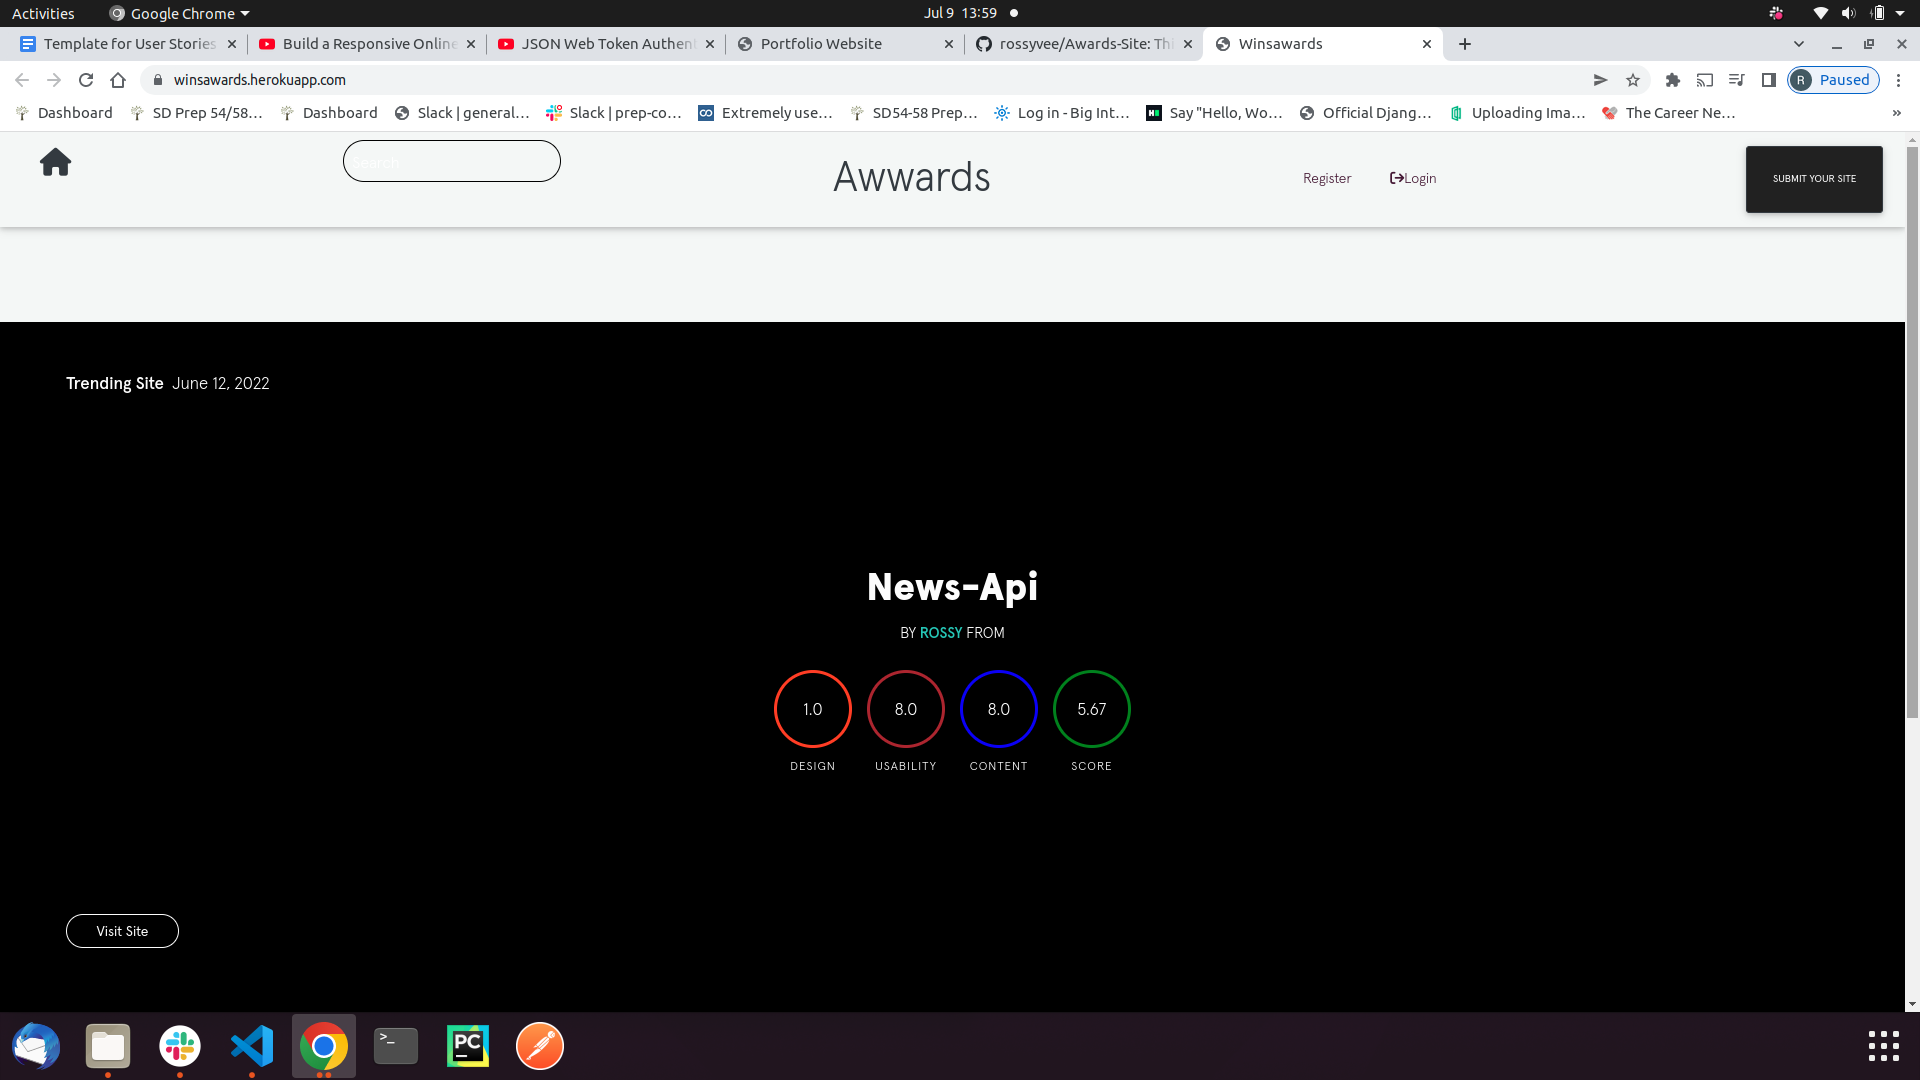 Activities Google Chrome Jul 9 13:59
Template for User Stories Build a Responsive Online JSON Web Token Authen Portfolio Website rossyvee/Awards-Site: Thi Winsawards
winsawards.herokuapp.com R Paused
Dashboard SD Prep 54/58... Dashboard Slack | general... Slack | prep-co... Extremely use... SD54-58 Prep... Log in - Big Int... Say "Hello, Wo... Official Djang... Uploading Ima... The Career Ne... »
Search Awwards Register Login SUBMIT YOUR SITE
Trending Site June 12, 2022
News-Api
BY ROSSY FROM
1.0 8.0 8.0 5.67
DESIGN USABILITY CONTENT SCORE
Visit Site
>_ PC